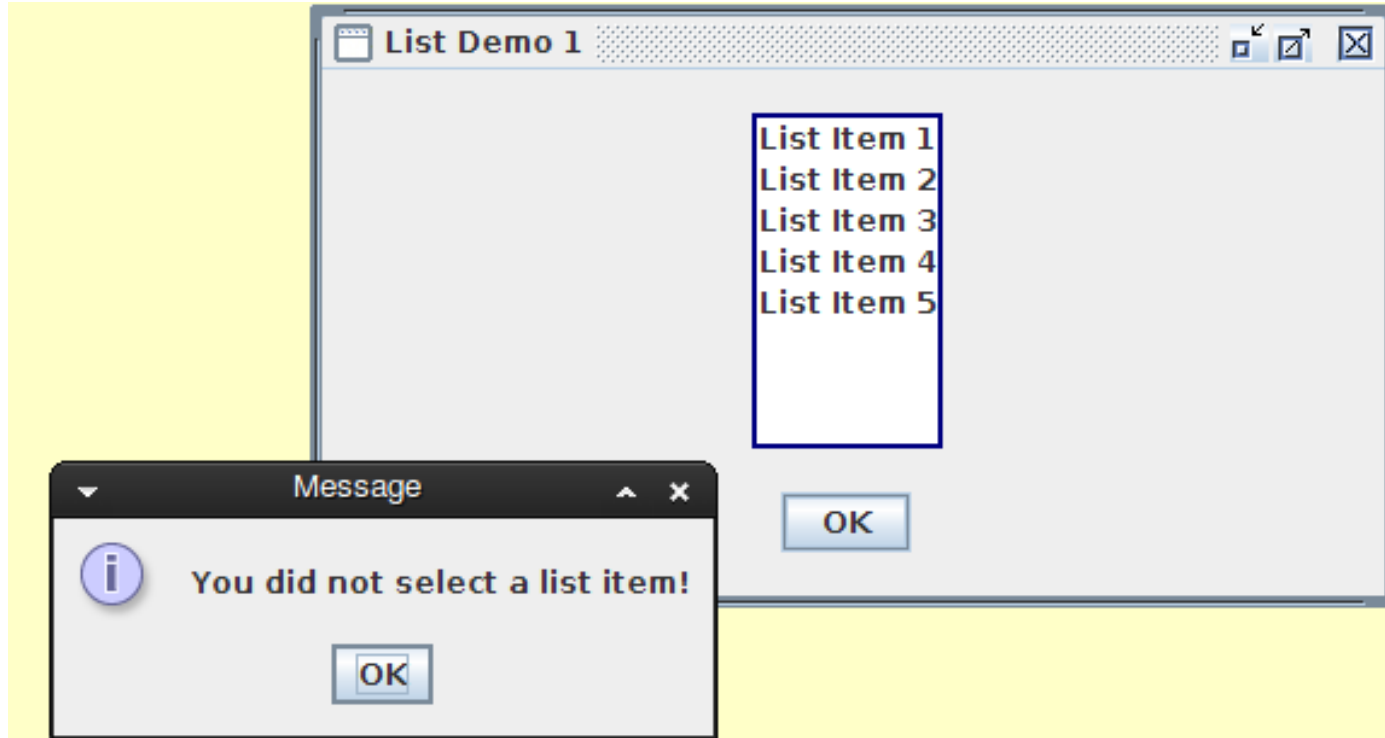 List Demo 1
List Item 1
List Item 2
List Item 3
List Item 4
List Item 5
OK
Message
You did not select a list item!
OK